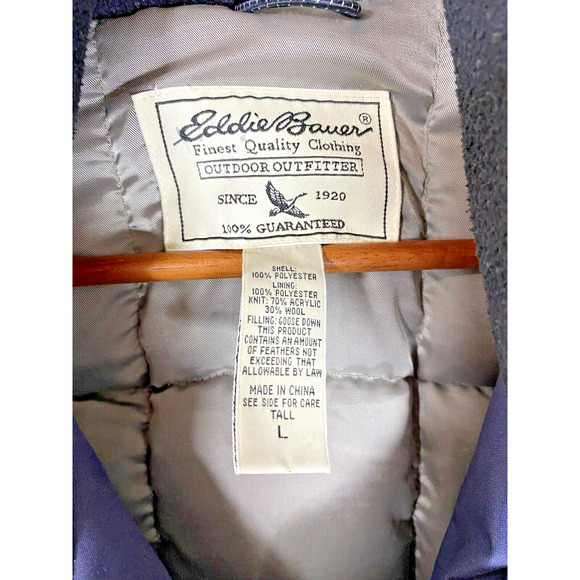 Eddie Bauer ®
Finest Quality Clothing
OUTDOOR OUTFITTER
SINCE 1920
100% GUARANTEED
SHELL:
100% POLYESTER
LINING:
100% POLYESTER
KNIT: 70% ACRYLIC
30% WOOL
FILLING: GOOSE DOWN
THIS PRODUCT
CONTAINS AN AMOUNT
OF FEATHERS NOT
EXCEEDING THAT
ALLOWABLE BY LAW
MADE IN CHINA
SEE SIDE FOR CARE
TALL
L